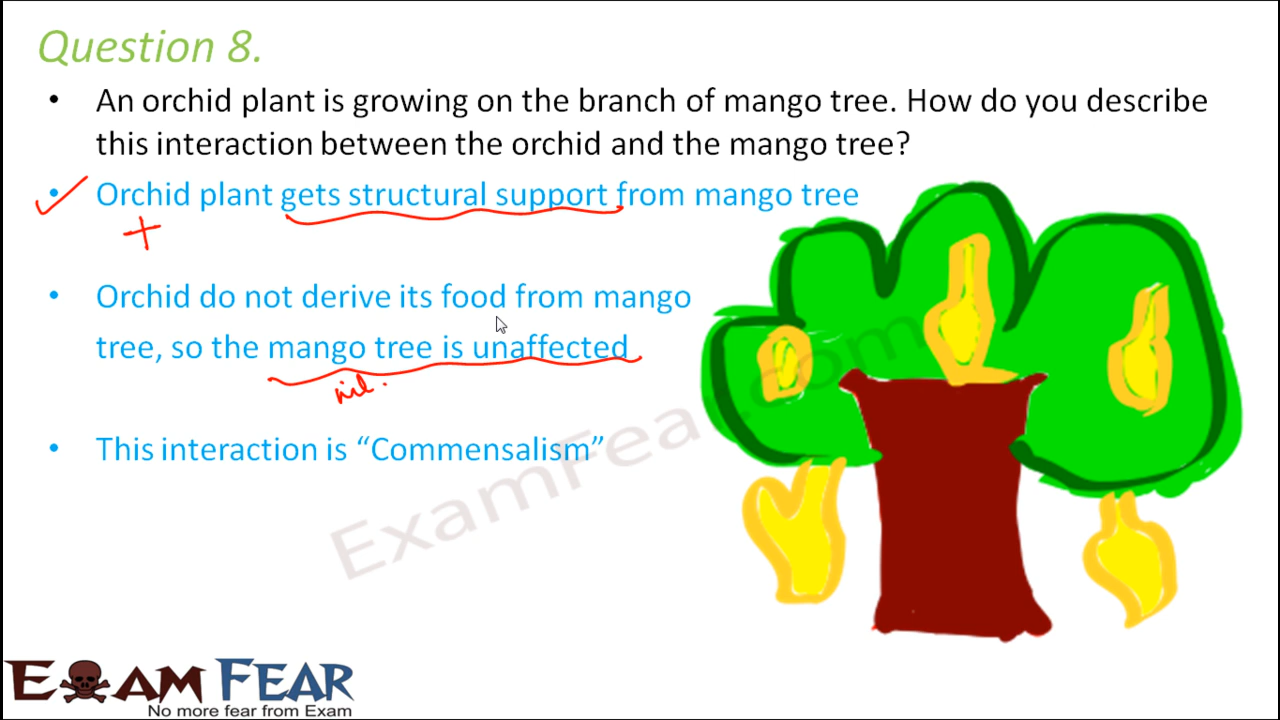 Question 8.
• An orchid plant is growing on the branch of mango tree. How do you describe
this interaction between the orchid and the mango tree?
• Orchid plant gets structural support from mango tree
+
• Orchid do not derive its food from mango
tree, so the mango tree is unaffected
nil.
• This interaction is “Commensalism”
ExamFear.com
EXAM FEAR
No more fear from Exam